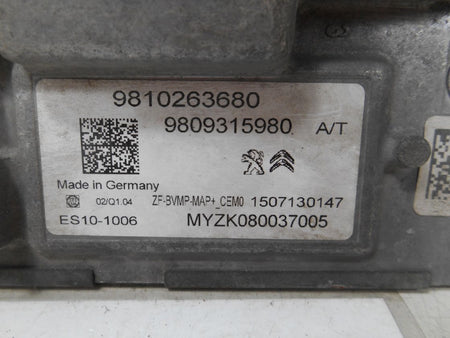 9810263680
9809315980 A/T
Made in Germany
02/Q1.04 ZF-BVMP-MAP+_CEM0 1507130147
ES10-1006 MYZK080037005